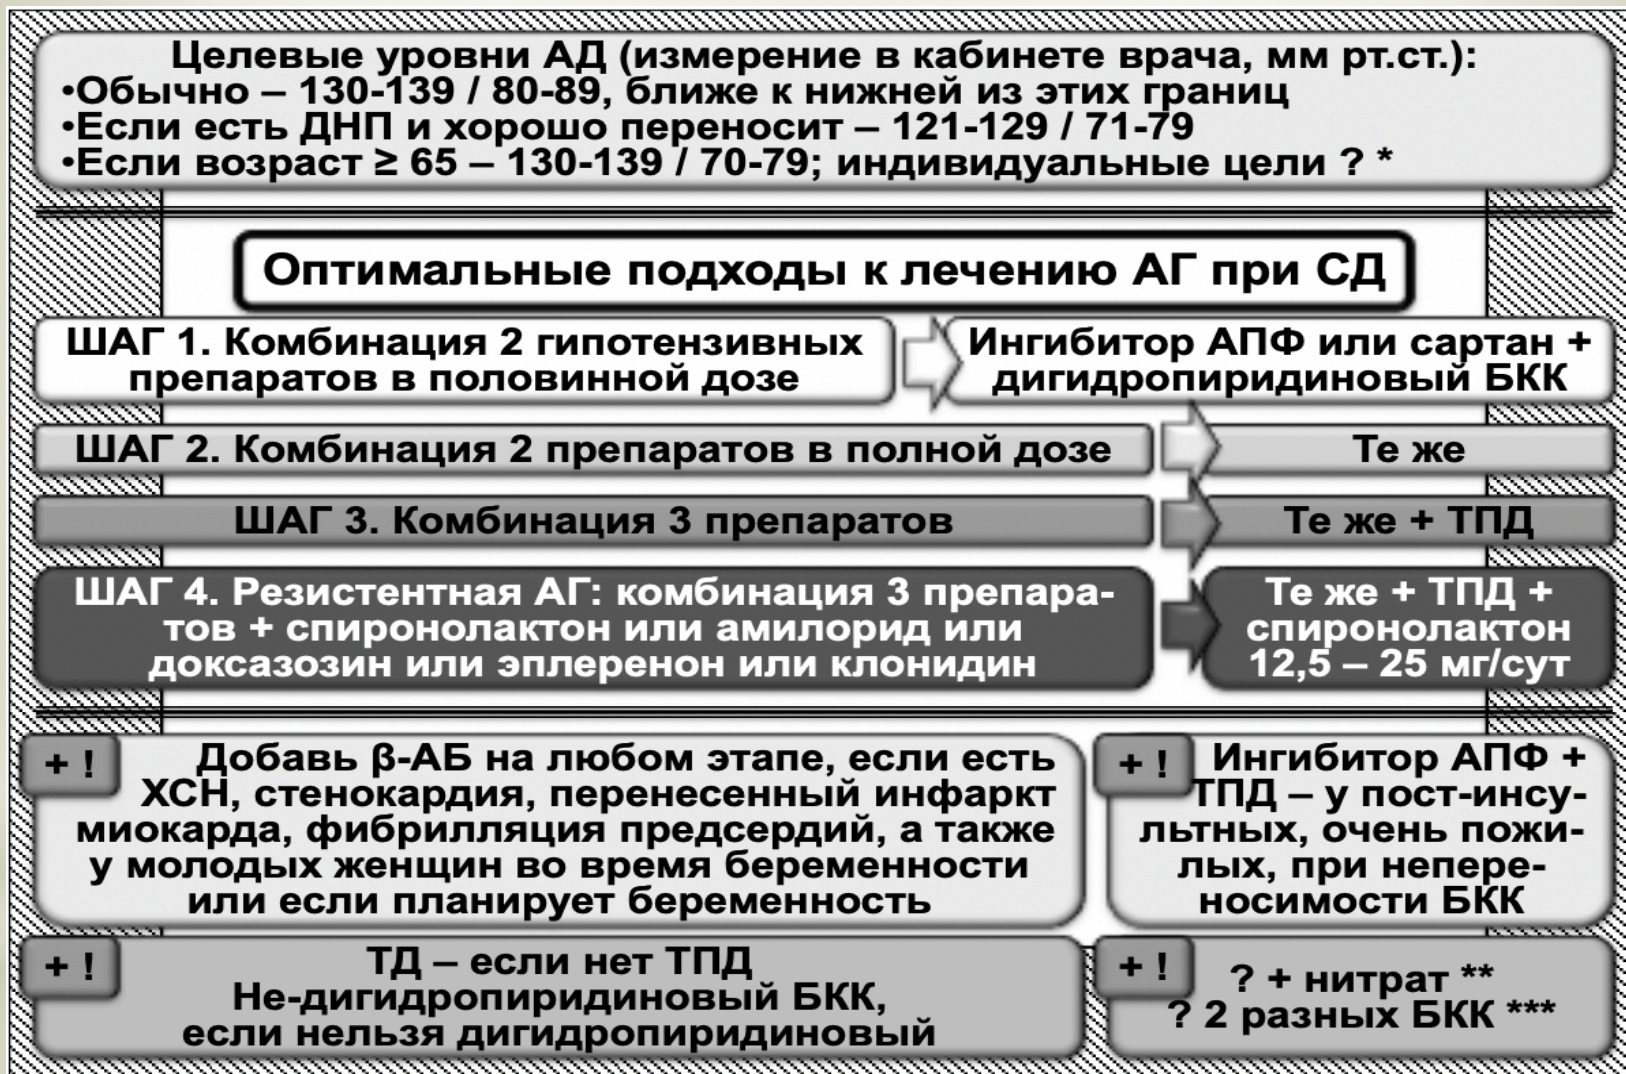 Целевые уровни АД (измерение в кабинете врача, мм рт.ст.):
•Обычно – 130-139 / 80-89, ближе к нижней из этих границ
•Если есть ДНП и хорошо переносит – 121-129 / 71-79
•Если возраст ≥ 65 – 130-139 / 70-79; индивидуальные цели ? *
Оптимальные подходы к лечению АГ при СД
ШАГ 1. Комбинация 2 гипотензивных
препаратов в половинной дозе
Ингибитор АПФ или сартан +
дигидропиридиновый БКК
ШАГ 2. Комбинация 2 препаратов в полной дозе
Те же
ШАГ 3. Комбинация 3 препаратов
Те же + ТПД
ШАГ 4. Резистентная АГ: комбинация 3 препара-
тов + спиронолактон или амилорид или
доксазозин или эплеренон или клонидин
Те же + ТПД +
спиронолактон
12,5 – 25 мг/сут
+ !
Добавь β-АБ на любом этапе, если есть
ХСН, стенокардия, перенесенный инфаркт
миокарда, фибрилляция предсердий, а также
у молодых женщин во время беременности
или если планирует беременность
+ !
Ингибитор АПФ +
ТПД – у пост-инсу-
льтных, очень пожи-
лых, при непере-
носимости БКК
+ !
ТД – если нет ТПД
Не-дигидропиридиновый БКК,
если нельзя дигидропиридиновый
+ !
? + нитрат **
? 2 разных БКК ***